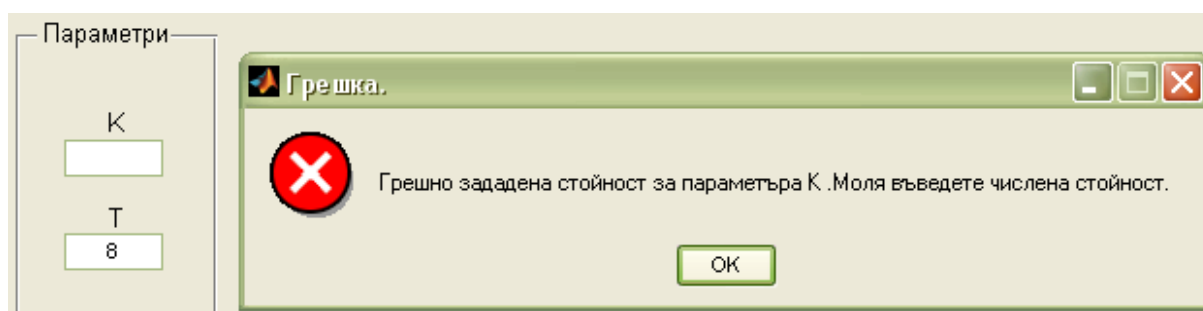 Параметри
K
T
8
Грешка.
Грешно зададена стойност за параметъра K .Моля въведете числена стойност.
OK